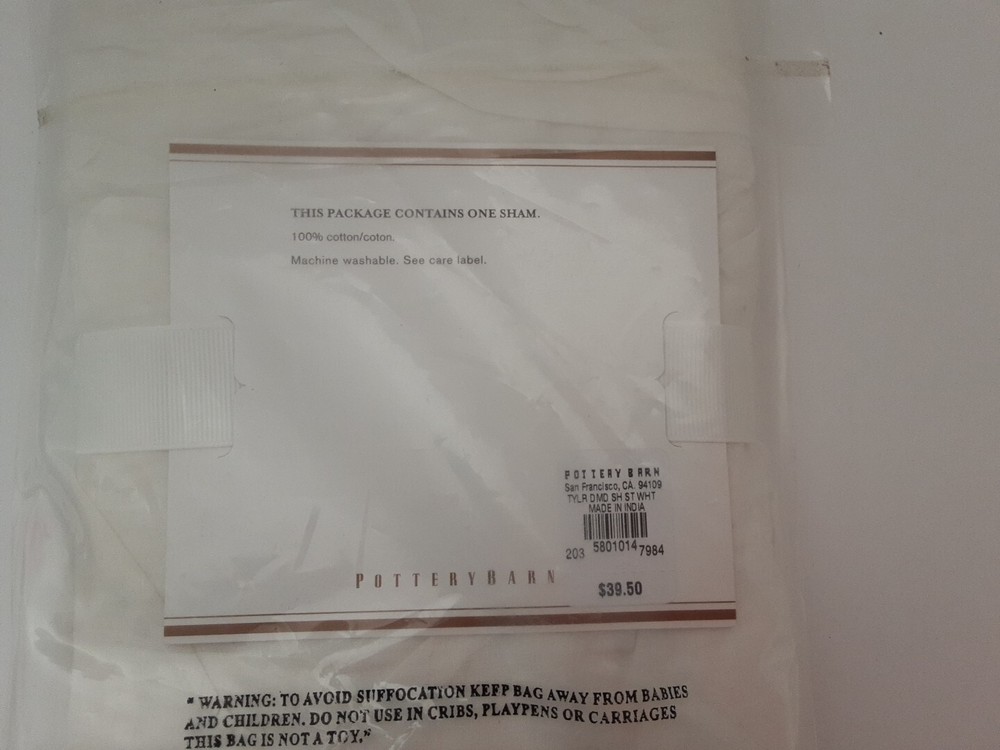 THIS PACKAGE CONTAINS ONE SHAM.
100% cotton/coton.
Machine washable. See care label.
POTTERY BARN
San Francisco, CA. 94109
TYLR DMD SH ST WHT
MADE IN INDIA
203 5801014 7984
$39.50
POTTERYBARN
" WARNING: TO AVOID SUFFOCATION KEEP BAG AWAY FROM BABIES
AND CHILDREN. DO NOT USE IN CRIBS, PLAYPENS OR CARRIAGES
THIS BAG IS NOT A TOY."